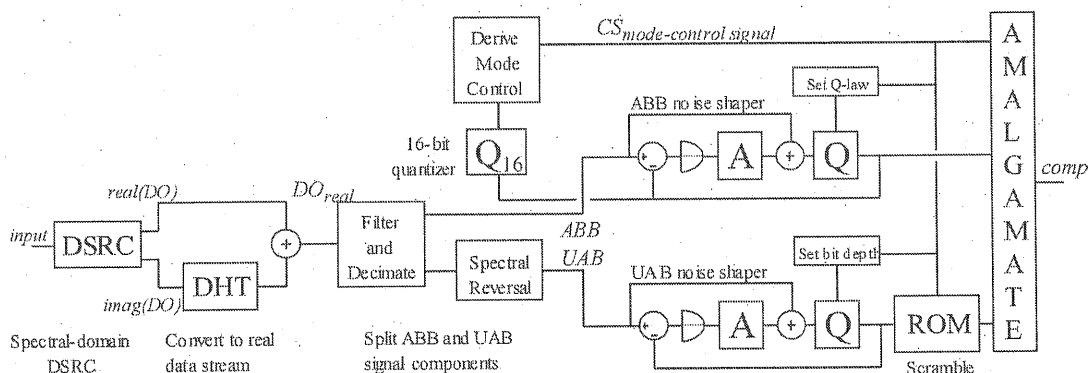 Derive
Mode
Control
CS mode-control signal
Set Q-law
ABB noise shaper
16-bit
quantizer
Q16
+
−
A
+
Q
comp
real(DO)
DOreal
input
DSRC
+
Filter
and
Decimate
ABB
UAB
Spectral
Reversal
imag(DO)
DHT
Set bit depth
UAB noise shaper
+
−
A
+
Q
ROM
Scramble
AMALGAMATE
Spectral-domain
DSRC
Convert to real
data stream
Split ABB and UAB
signal components